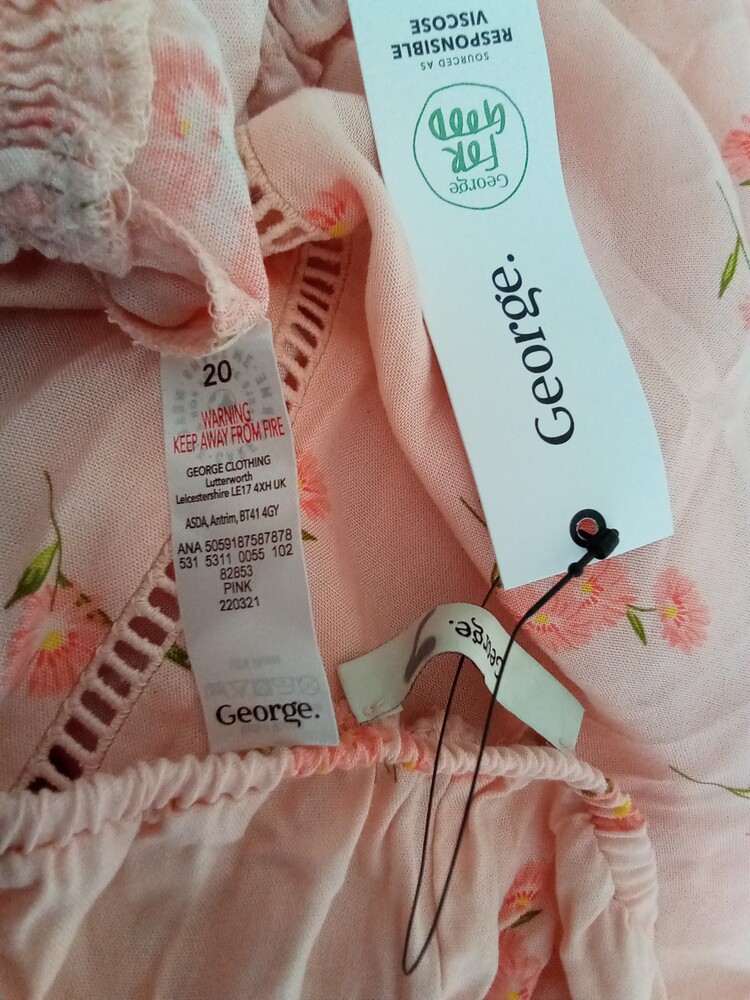 SOURCED AS
RESPONSIBLE
VISCOSE
George
FOR
GOOD
George.
20
WARNING
KEEP AWAY FROM FIRE
GEORGE CLOTHING
Lutterworth
Leicestershire LE17 4XH UK
ASDA, Antrim, BT41 4GY
ANA 5059187587878
531 5311 0055 102
82853
PINK
220321
George.
George.